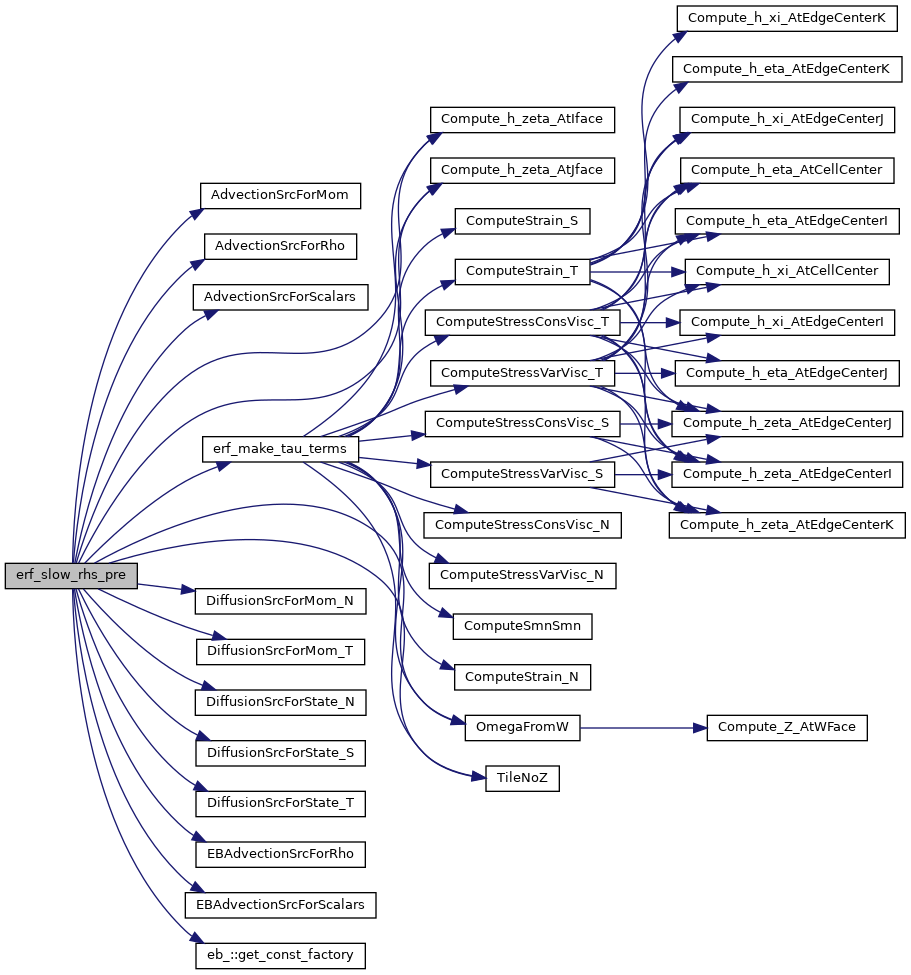 erf_slow_rhs_pre
AdvectionSrcForMom
AdvectionSrcForRho
AdvectionSrcForScalars
erf_make_tau_terms
DiffusionSrcForMom_N
DiffusionSrcForMom_T
DiffusionSrcForState_N
DiffusionSrcForState_S
DiffusionSrcForState_T
EBAdvectionSrcForRho
EBAdvectionSrcForScalars
eb_::get_const_factory
Compute_h_zeta_AtIface
Compute_h_zeta_AtJface
ComputeStrain_S
ComputeStrain_T
ComputeStressConsVisc_T
ComputeStressVarVisc_T
ComputeStressConsVisc_S
ComputeStressVarVisc_S
ComputeStressConsVisc_N
ComputeStressVarVisc_N
ComputeSmnSmn
ComputeStrain_N
OmegaFromW
TileNoZ
Compute_h_xi_AtEdgeCenterK
Compute_h_eta_AtEdgeCenterK
Compute_h_xi_AtEdgeCenterJ
Compute_h_eta_AtCellCenter
Compute_h_eta_AtEdgeCenterI
Compute_h_xi_AtCellCenter
Compute_h_xi_AtEdgeCenterI
Compute_h_eta_AtEdgeCenterJ
Compute_h_zeta_AtEdgeCenterJ
Compute_h_zeta_AtEdgeCenterI
Compute_h_zeta_AtEdgeCenterK
Compute_Z_AtWFace